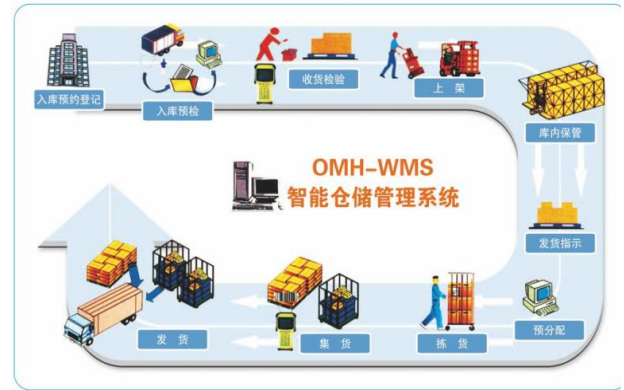 入库预约登记
入库预检
收货检验
上 架
库内保管
OMH-WMS
智能仓储管理系统
发货指示
预分配
拣 货
集 货
发 货